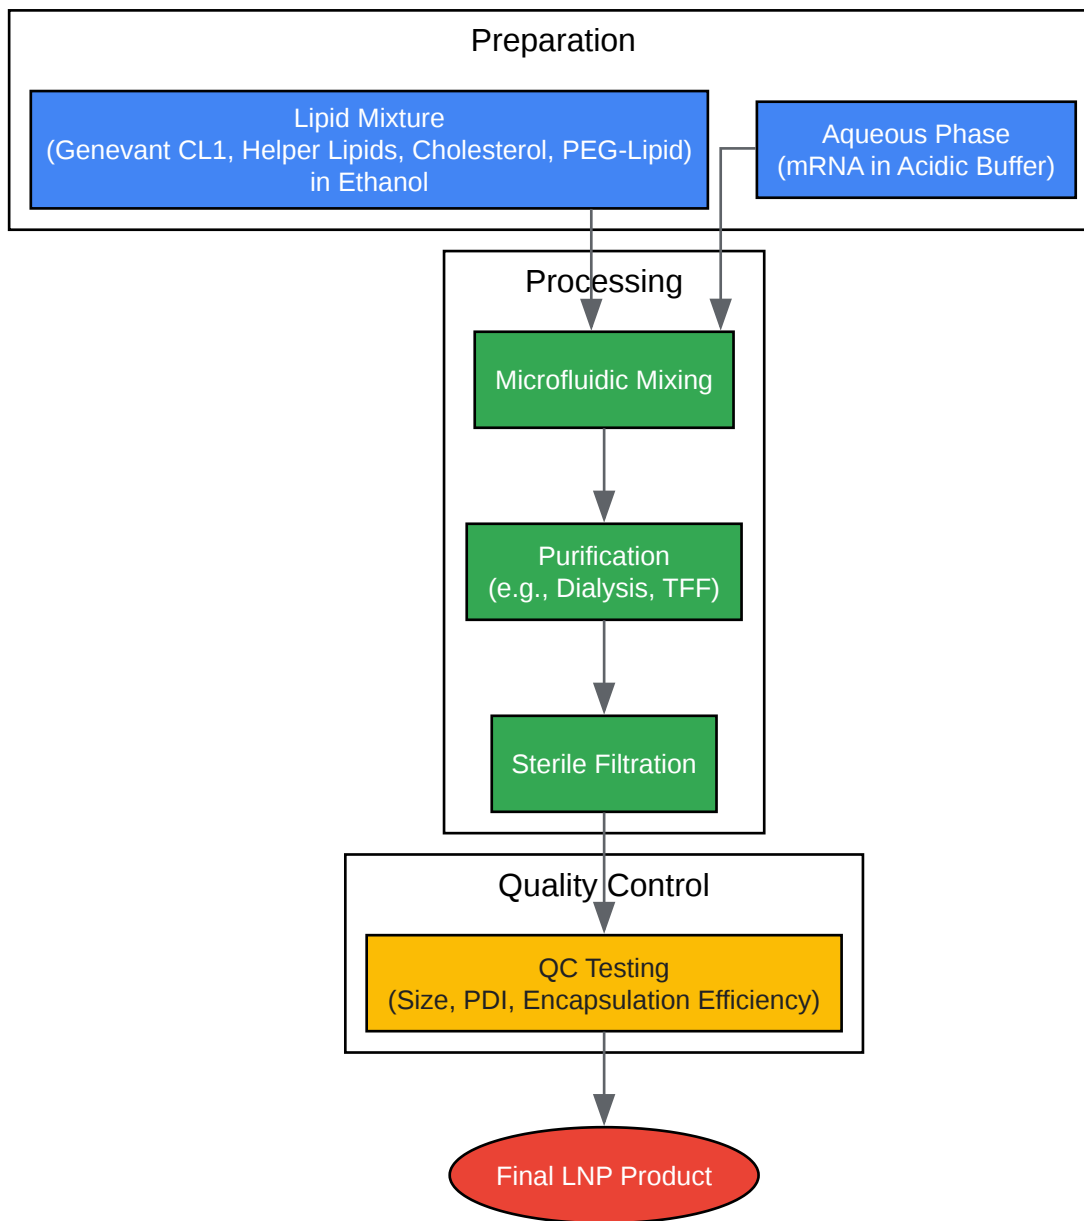 Preparation
Lipid Mixture
(Genevant CL1, Helper Lipids, Cholesterol, PEG-Lipid)
in Ethanol
Aqueous Phase
(mRNA in Acidic Buffer)
Processing
Microfluidic Mixing
Purification
(e.g., Dialysis, TFF)
Sterile Filtration
Quality Control
QC Testing
(Size, PDI, Encapsulation Efficiency)
Final LNP Product